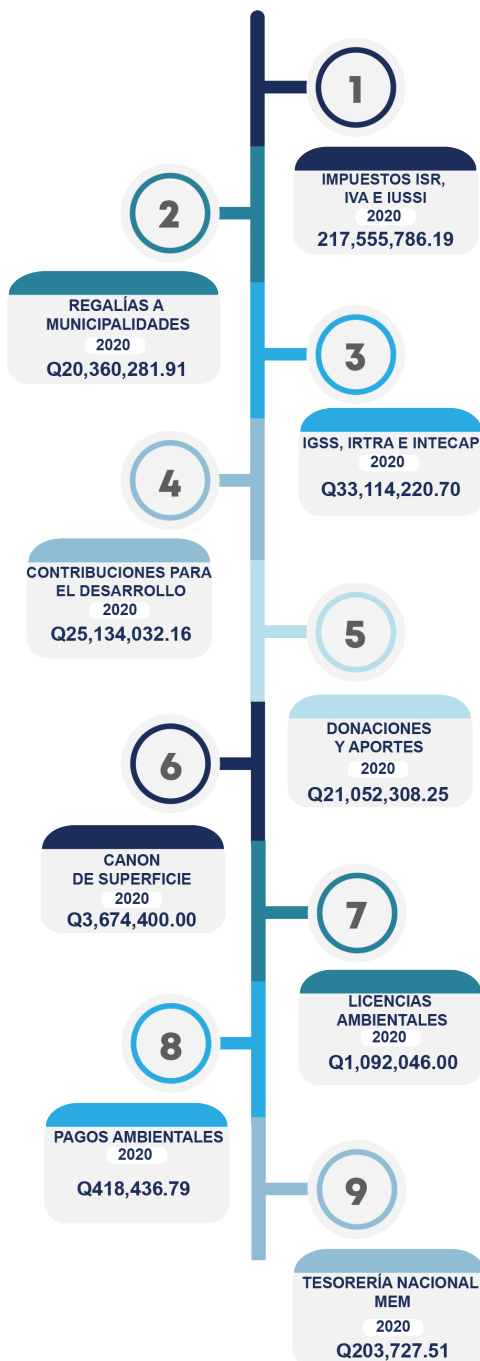 1
IMPUESTOS ISR,
IVA E IUSSI
2020
217,555,786.19
2
REGALÍAS A
MUNICIPALIDADES
2020
Q20,360,281.91
3
IGSS, IRTRA E INTECAP
2020
Q33,114,220.70
4
CONTRIBUCIONES PARA
EL DESARROLLO
2020
Q25,134,032.16
5
DONACIONES
Y APORTES
2020
Q21,052,308.25
6
CANON
DE SUPERFICIE
2020
Q3,674,400.00
7
LICENCIAS
AMBIENTALES
2020
Q1,092,046.00
8
PAGOS AMBIENTALES
2020
Q418,436.79
9
TESORERÍA NACIONAL
MEM
2020
Q203,727.51